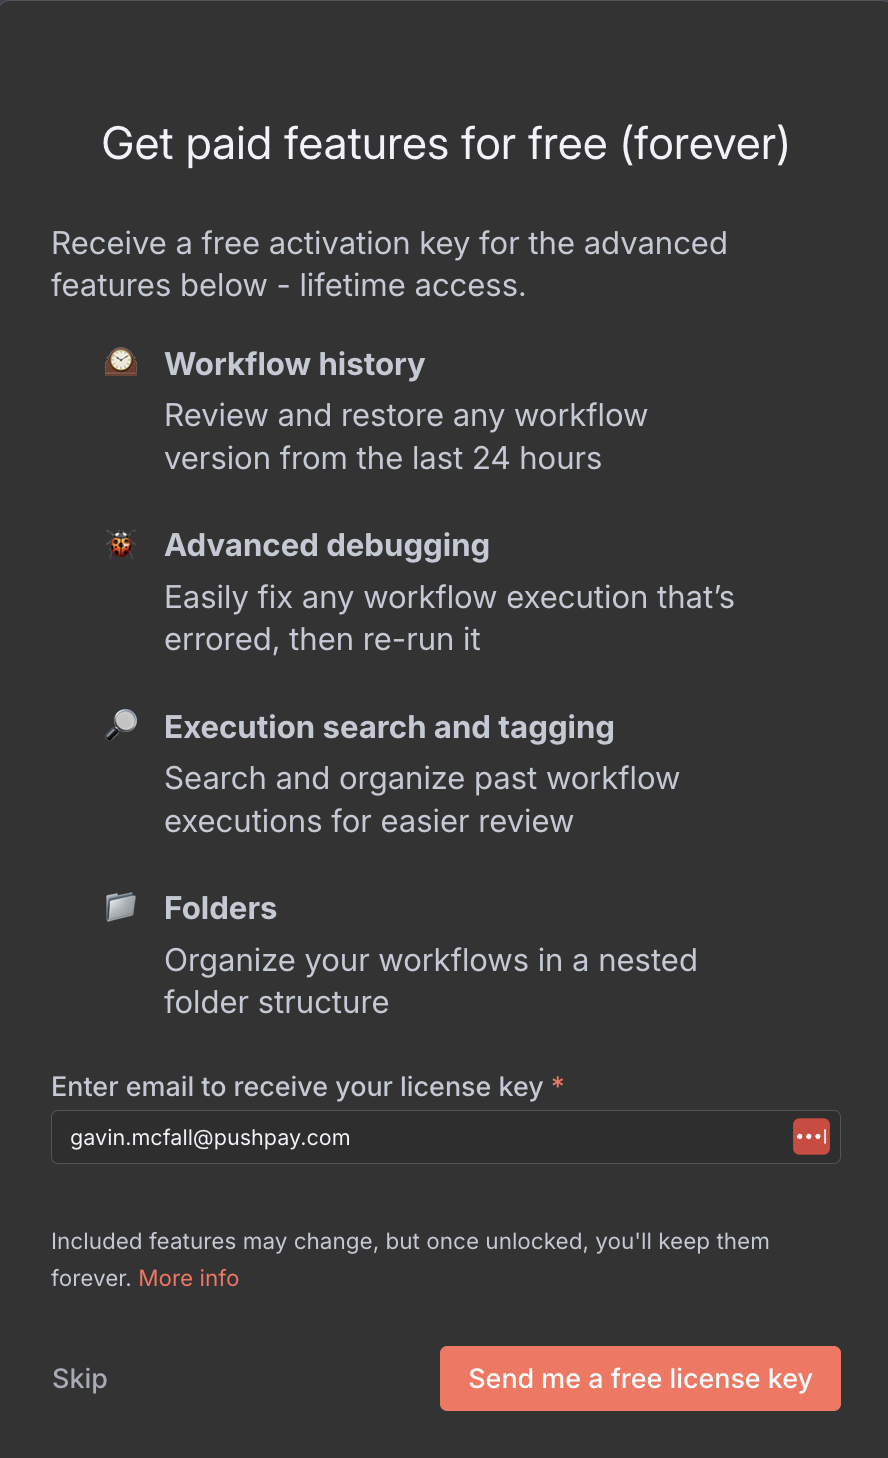 Get paid features for free (forever)
Receive a free activation key for the advanced
features below - lifetime access.
Workflow history
Review and restore any workflow
version from the last 24 hours
Advanced debugging
Easily fix any workflow execution that’s
errored, then re-run it
Execution search and tagging
Search and organize past workflow
executions for easier review
Folders
Organize your workflows in a nested
folder structure
Enter email to receive your license key *
gavin.mcfall@pushpay.com
Included features may change, but once unlocked, you'll keep them
forever. More info
Skip
Send me a free license key